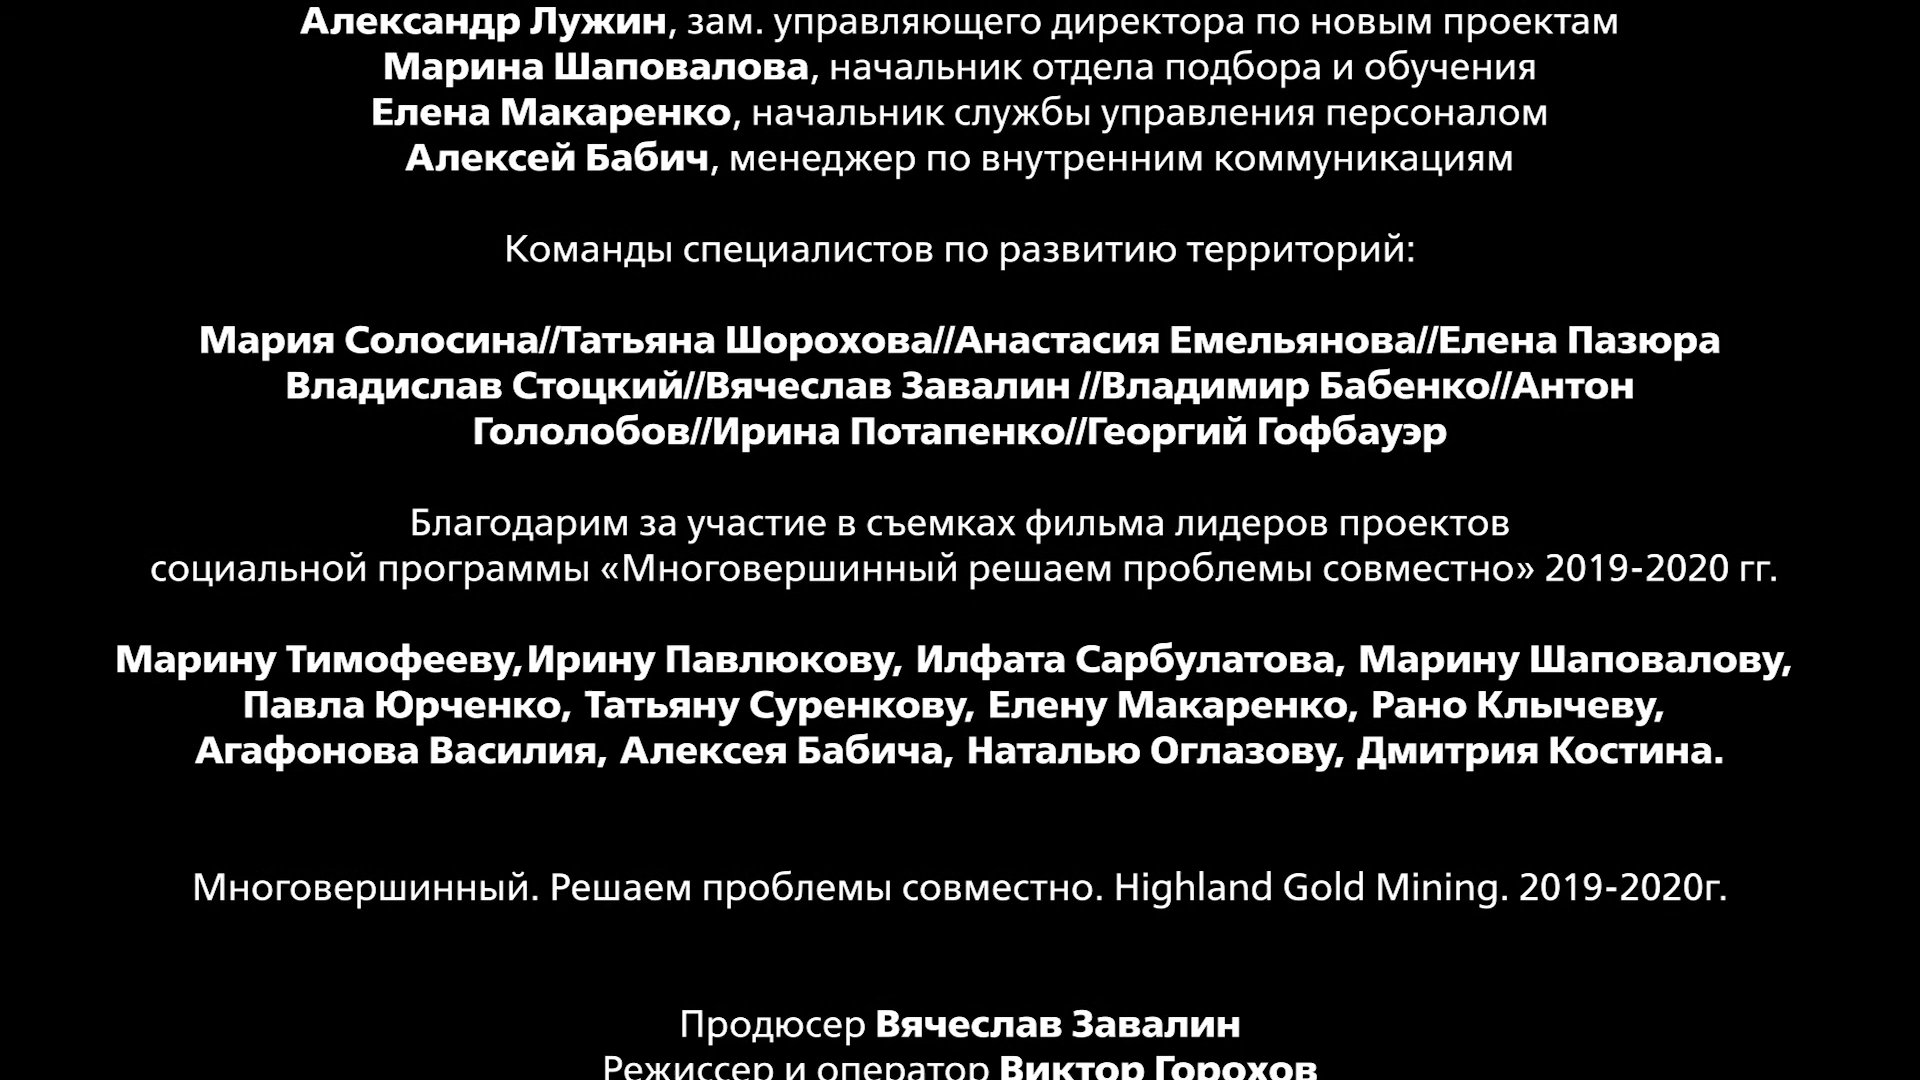 Александр Лужин, зам. управляющего директора по новым проектам
Марина Шаповалова, начальник отдела подбора и обучения
Елена Макаренко, начальник службы управления персоналом
Алексей Бабич, менеджер по внутренним коммуникациям
Команды специалистов по развитию территорий:
Мария Солосина//Татьяна Шорохова//Анастасия Емельянова//Елена Пазюра
Владислав Стоцкий//Вячеслав Завалин //Владимир Бабенко//Антон
Гололобов//Ирина Потапенко//Георгий Гофбауэр
Благодарим за участие в съемках фильма лидеров проектов
социальной программы «Многовершинный решаем проблемы совместно» 2019-2020 гг.
Марину Тимофееву,Ирину Павлюкову, Илфата Сарбулатова, Марину Шаповалову,
Павла Юрченко, Татьяну Суренкову, Елену Макаренко, Рано Клычеву,
Агафонова Василия, Алексея Бабича, Наталью Оглазову, Дмитрия Костина.
Многовершинный. Решаем проблемы совместно. Highland Gold Mining. 2019-2020г.
Продюсер Вячеслав Завалин
Режиссер и оператор Виктор Горохов